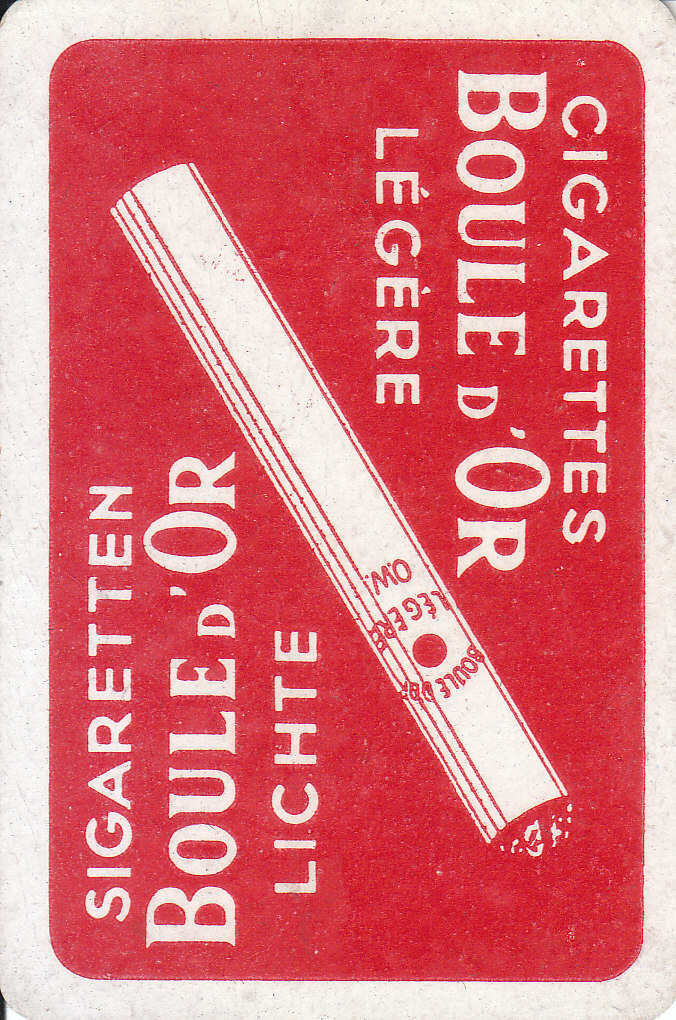 CIGARETTES
BOULE D'OR
LÉGÈRE
BOULE D'OR
LÉGÈRE
O.W.
SIGARETTEN
BOULE D'OR
LICHTE